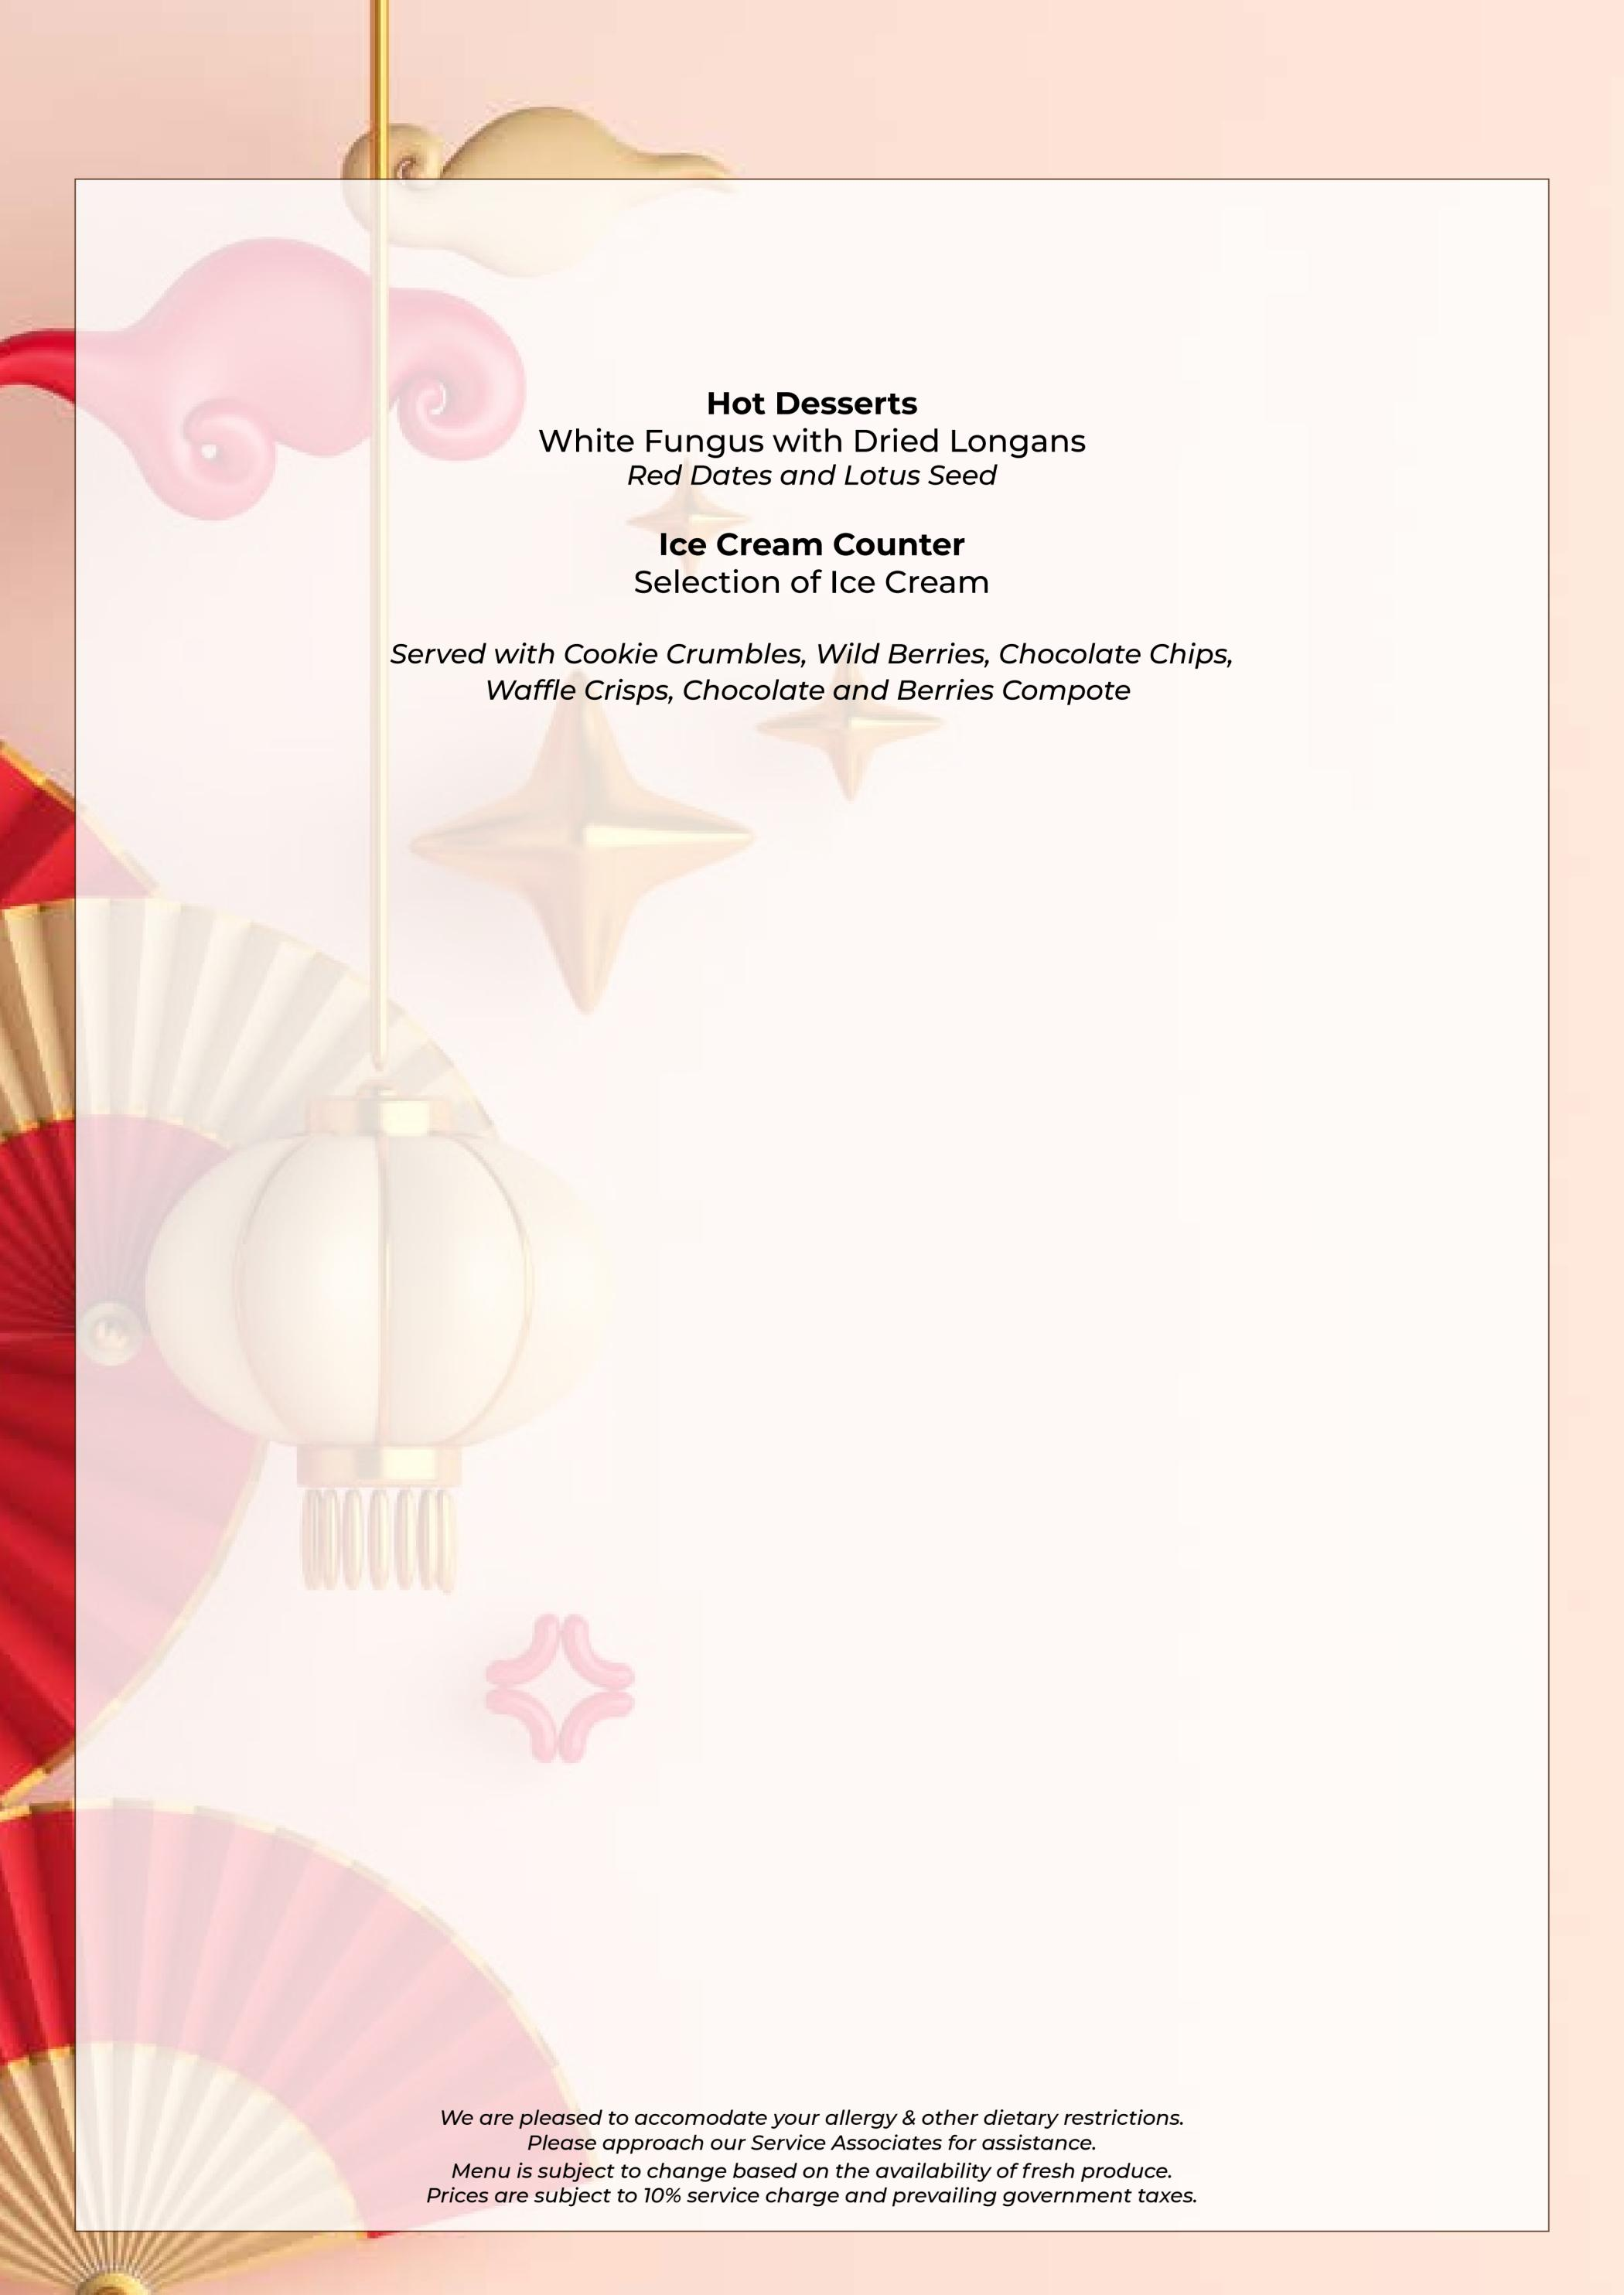 Hot Desserts
White Fungus with Dried Longans
Red Dates and Lotus Seed
Ice Cream Counter
Selection of Ice Cream
Served with Cookie Crumbles, Wild Berries, Chocolate Chips,
Waffle Crisps, Chocolate and Berries Compote
We are pleased to accomodate your allergy & other dietary restrictions.
Please approach our Service Associates for assistance.
Menu is subject to change based on the availability of fresh produce.
Prices are subject to 10% service charge and prevailing government taxes.